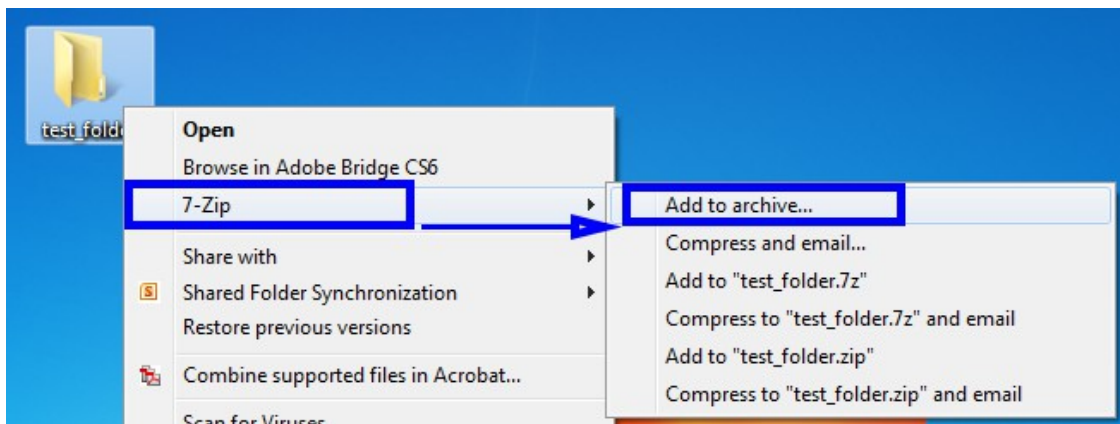 Open
Browse in Adobe Bridge CS6
7-Zip
Share with
Shared Folder Synchronization
Restore previous versions
Combine supported files in Acrobat...
Scan for Viruses
Add to archive...
Compress and email...
Add to "test_folder.7z"
Compress to "test_folder.7z" and email
Add to "test_folder.zip"
Compress to "test_folder.zip" and email